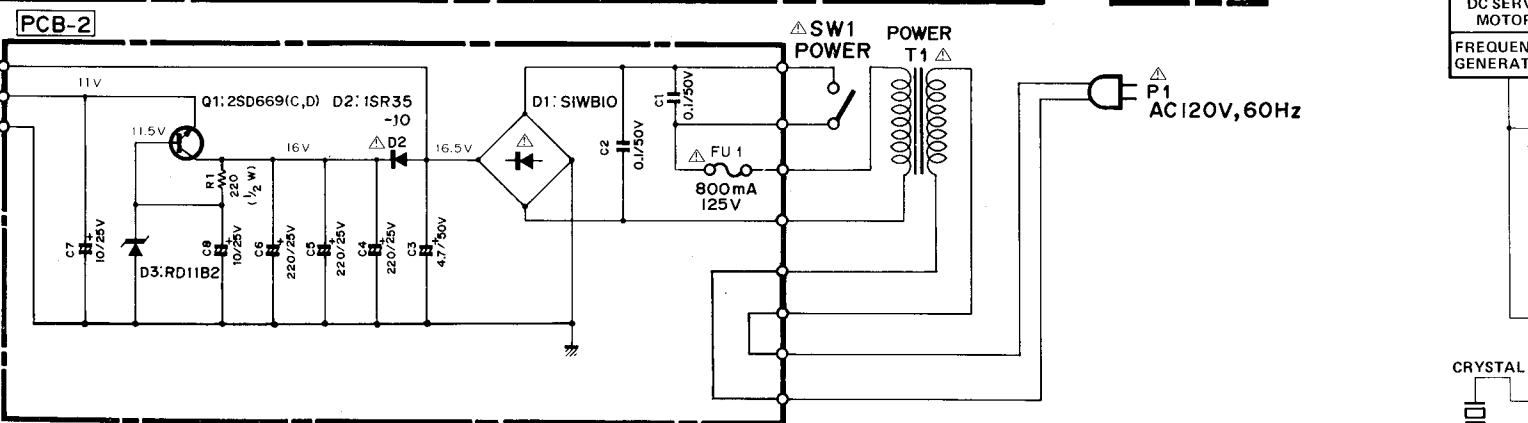 PCB-2
DC SERV
MOTOR
FREQUEN
GENERAT
⚠SW1
POWER
POWER
T1 ⚠
11V
Q1:2SD669(C,D) D2:1SR35
-10
D1:S1WB10
C1
0.1/50V
⚠
P1
AC120V,60Hz
11.5V
16V
⚠D2
16.5V
⚠
C2
0.1/50V
⚠ FU 1
800mA
125V
R1
220
(1/2 W)
C7
10/25V
D3:RD11B2
C8
10/25V
C6
220/25V
C5
220/25V
C4
220/25V
C3
4.7/50V
CRYSTAL